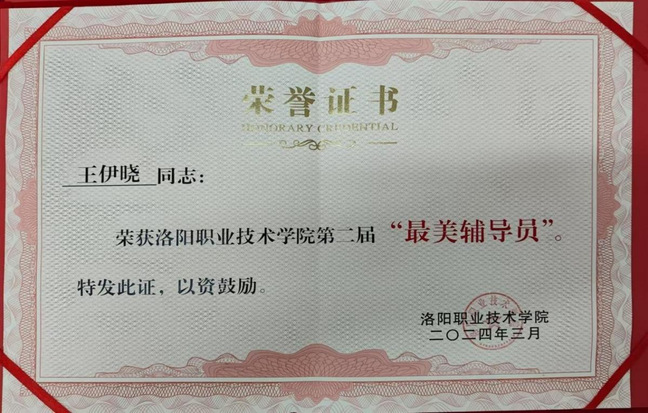 荣誉证书
HONORARY CREDENTIAL
王伊晓 同志：
荣获洛阳职业技术学院第二届“最美辅导员”。
特发此证，以资鼓励。
洛阳职业技术学院
二〇二四年三月